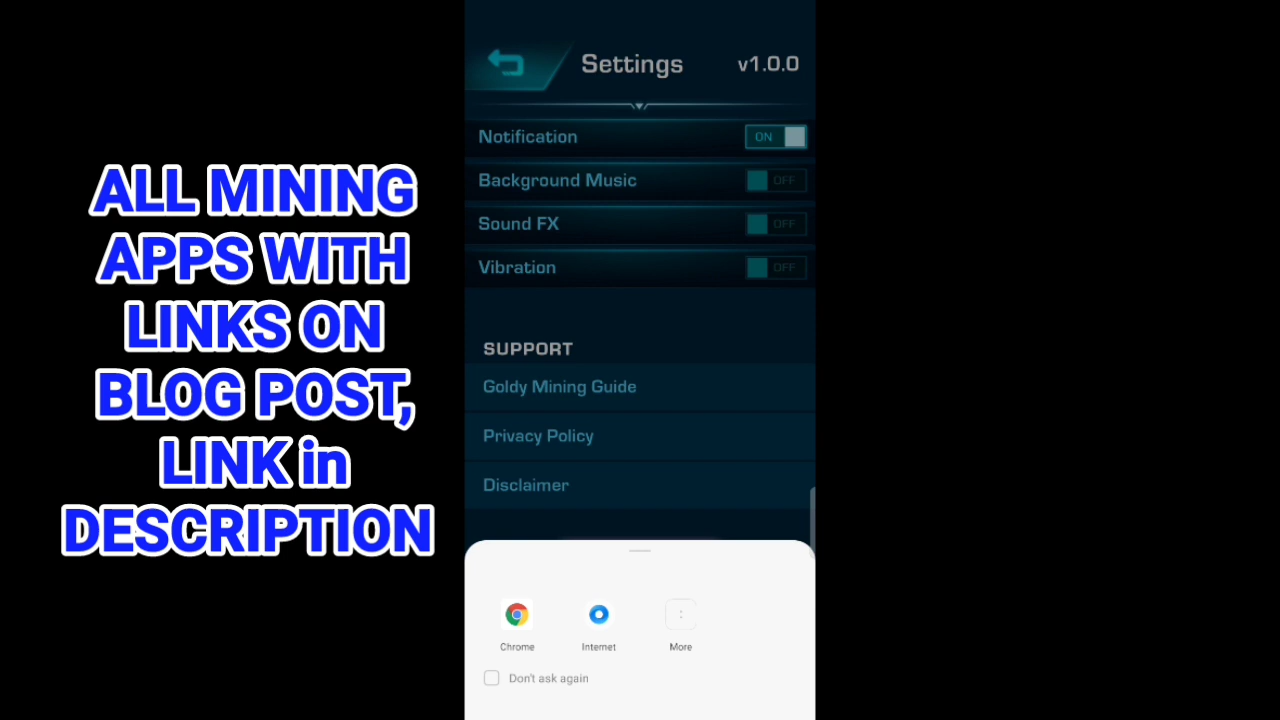 ALL MINING
APPS WITH
LINKS ON
BLOG POST,
LINK in
DESCRIPTION
Settings
v1.0.0
Notification
ON
Background Music
OFF
Sound FX
OFF
Vibration
OFF
SUPPORT
Goldy Mining Guide
Privacy Policy
Disclaimer
Chrome
Internet
More
Don't ask again